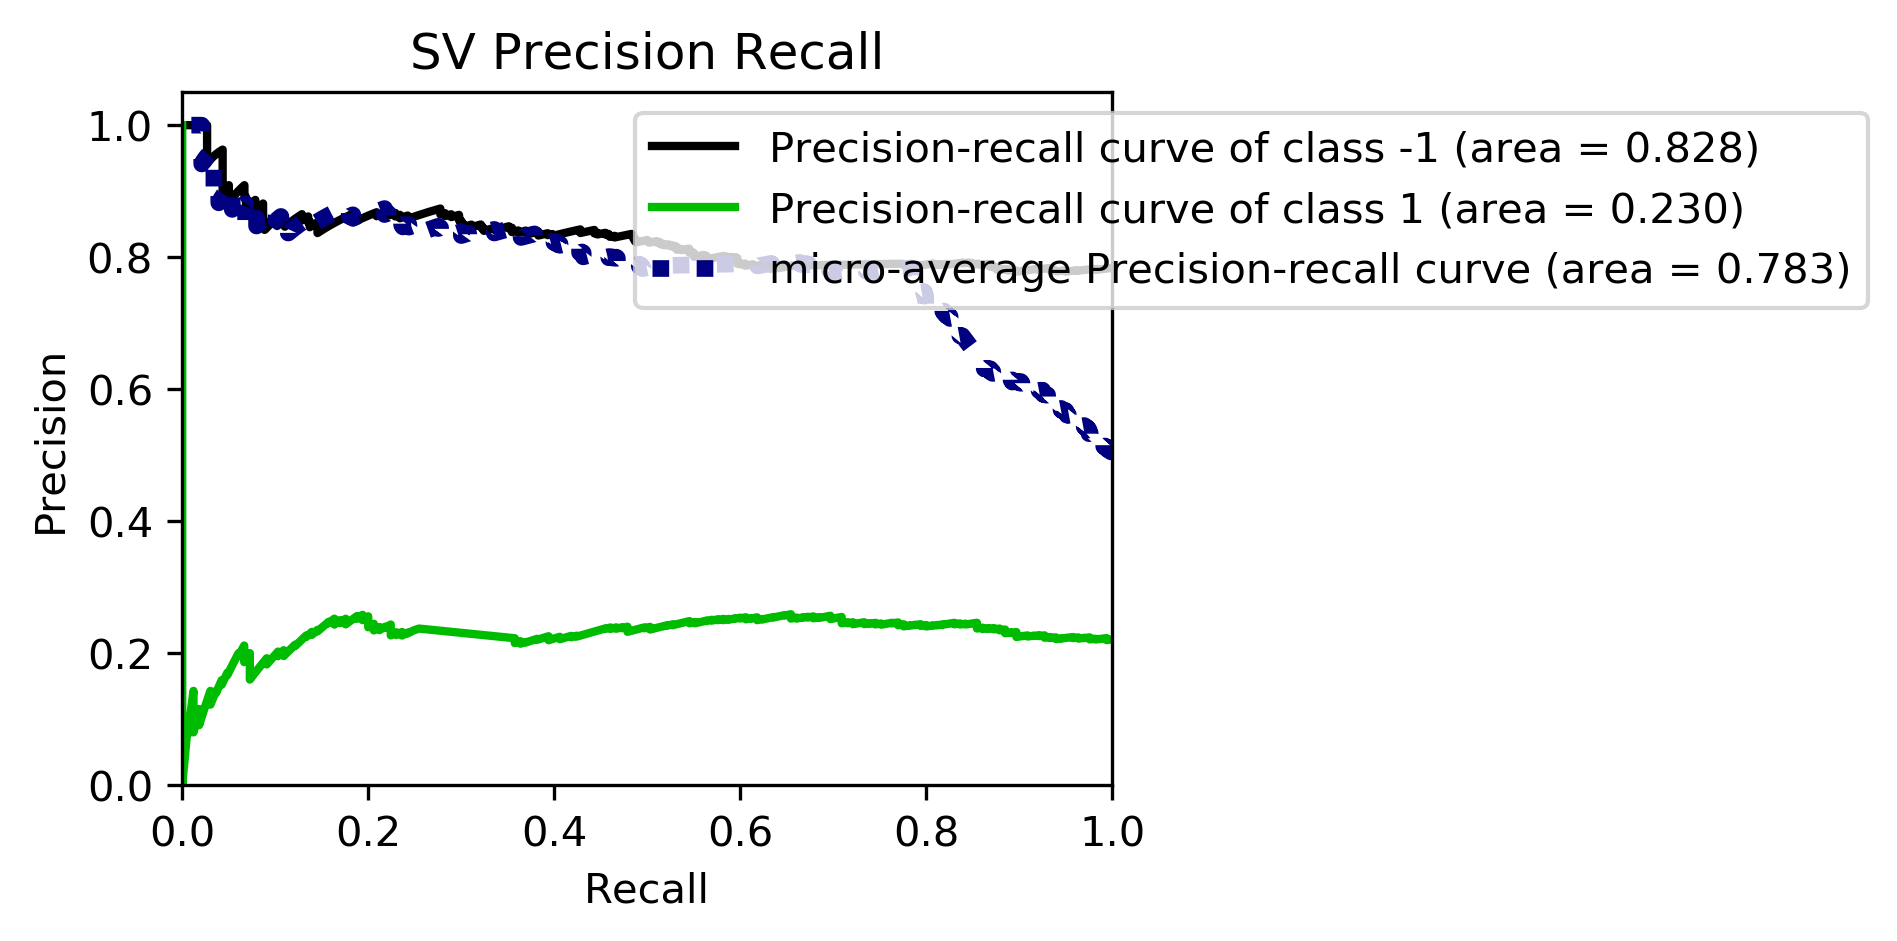 SV Precision Recall
Precision-recall curve of class -1 (area = 0.828)
Precision-recall curve of class 1 (area = 0.230)
micro-average Precision-recall curve (area = 0.783)
Precision
1.0
0.8
0.6
0.4
0.2
0.0
0.0 0.2 0.4 0.6 0.8 1.0
Recall